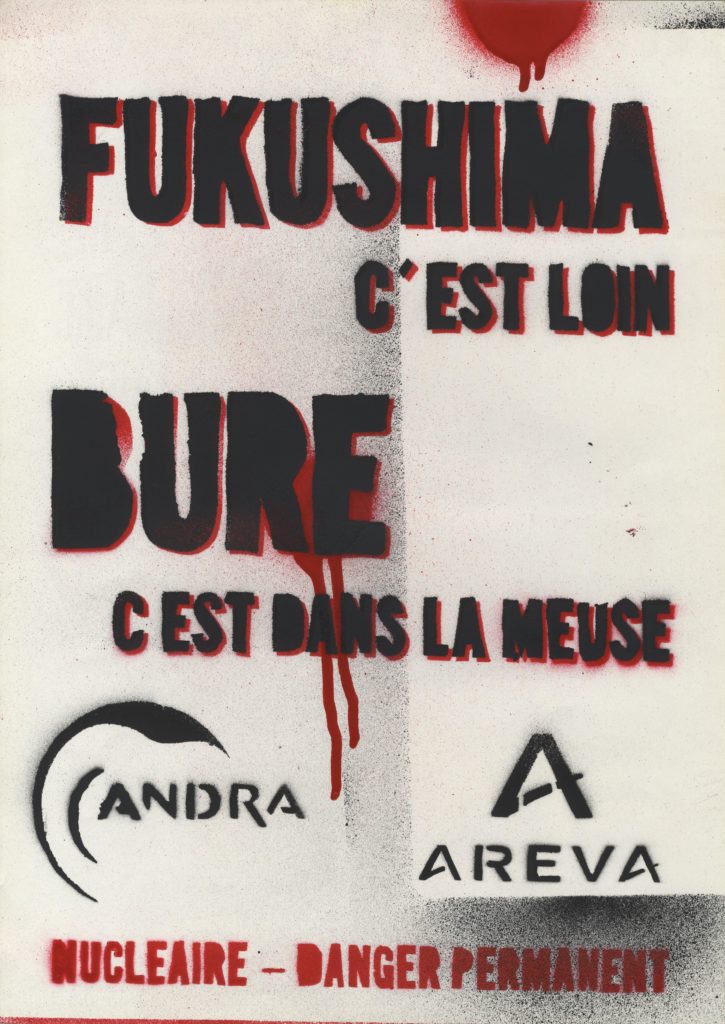 FUKUSHIMA
C'EST LOIN
BURE
C EST DANS LA MEUSE
ANDRA
AREVA
NUCLEAIRE – DANGER PERMANENT